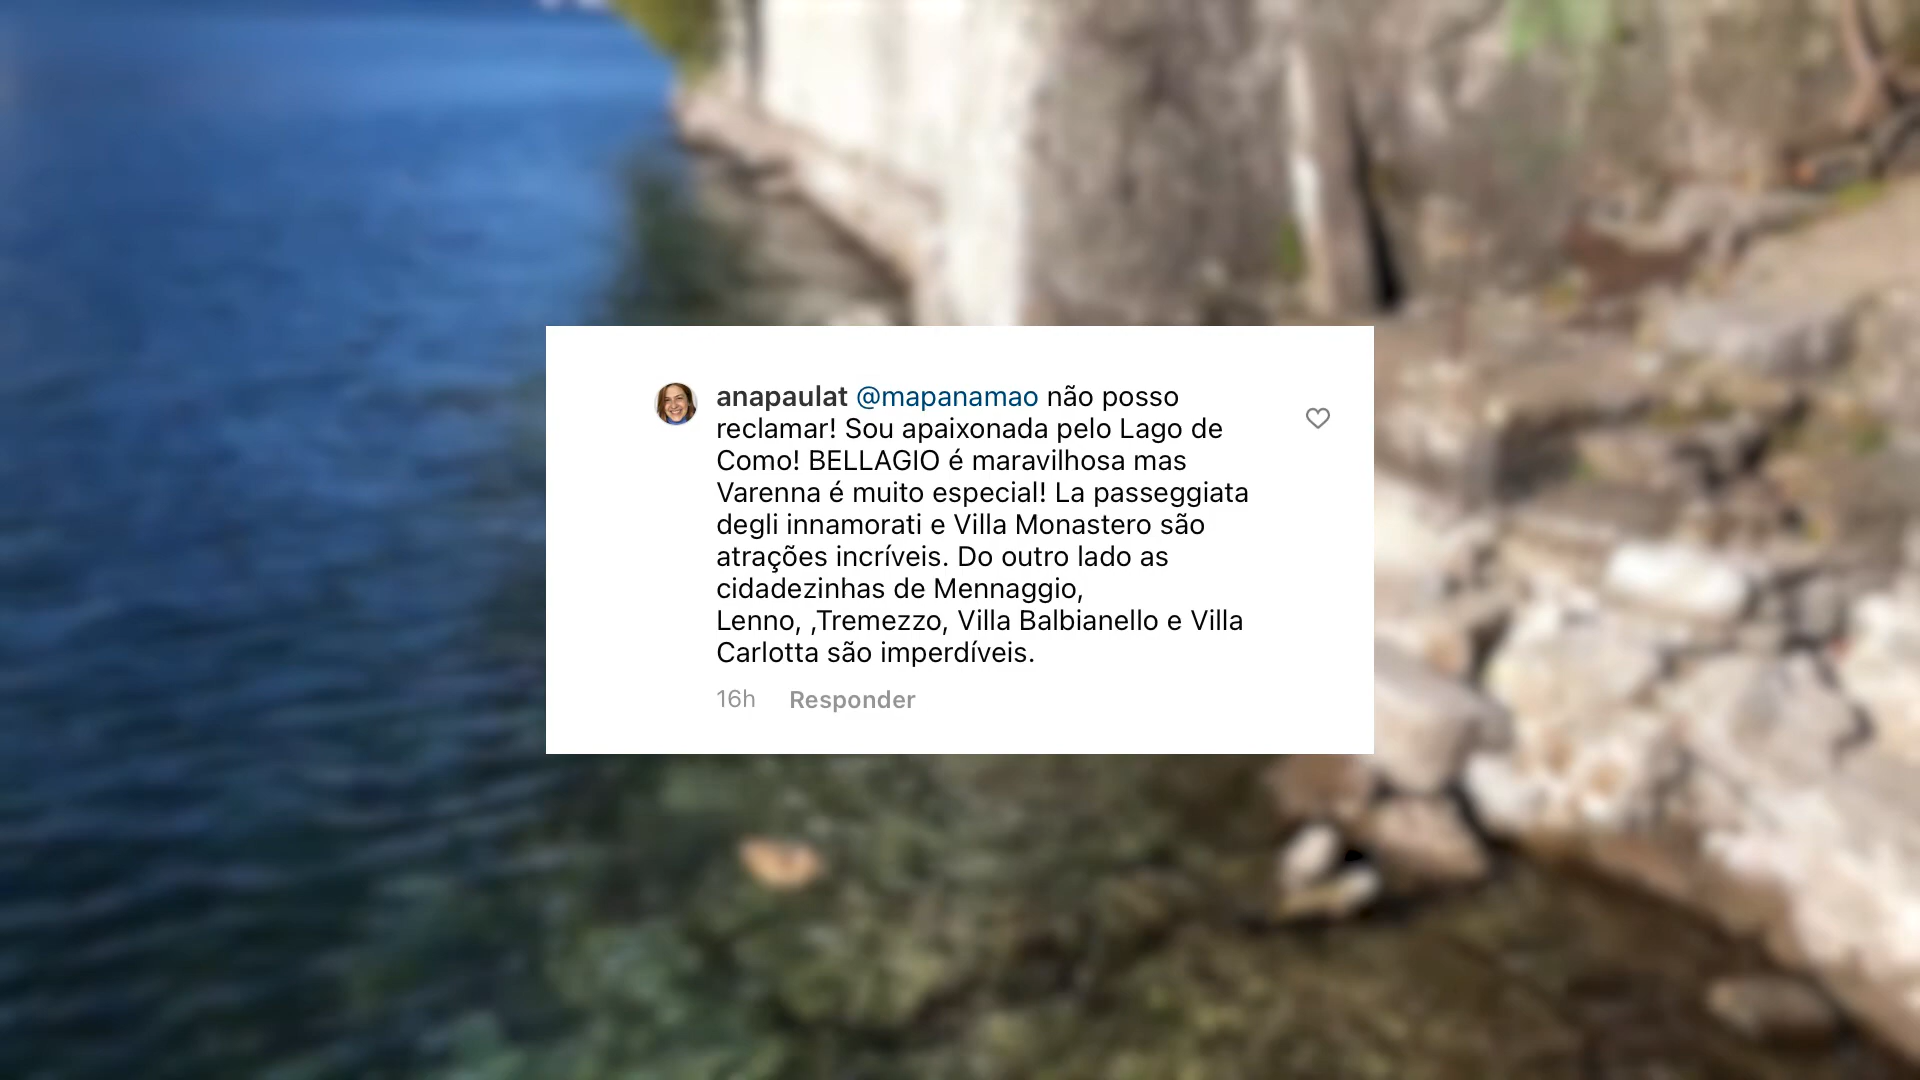 anapaulat @mapanamao não posso
reclamar! Sou apaixonada pelo Lago de
Como! BELLAGIO é maravilhosa mas
Varenna é muito especial! La passeggiata
degli innamorati e Villa Monastero são
atrações incríveis. Do outro lado as
cidadezinhas de Mennaggio,
Lenno, ,Tremezzo, Villa Balbianello e Villa
Carlotta são imperdíveis.
16h Responder